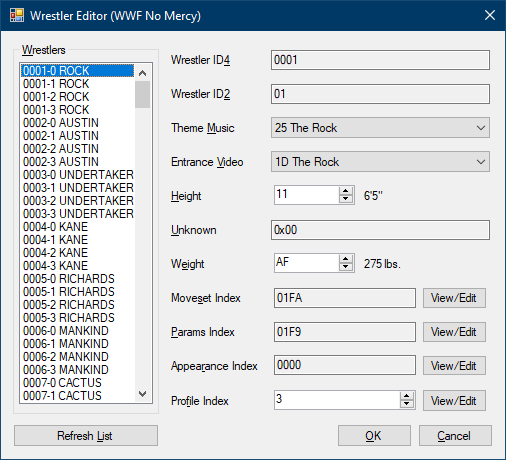 Wrestler Editor (WWF No Mercy)
Wrestlers
0001-0 ROCK
0001-1 ROCK
0001-2 ROCK
0001-3 ROCK
0002-0 AUSTIN
0002-1 AUSTIN
0002-2 AUSTIN
0002-3 AUSTIN
0003-0 UNDERTAKER
0003-1 UNDERTAKER
0003-2 UNDERTAKER
0003-3 UNDERTAKER
0004-0 KANE
0004-1 KANE
0004-2 KANE
0004-3 KANE
0005-0 RICHARDS
0005-1 RICHARDS
0005-2 RICHARDS
0005-3 RICHARDS
0006-0 MANKIND
0006-1 MANKIND
0006-2 MANKIND
0006-3 MANKIND
0007-0 CACTUS
0007-1 CACTUS
Refresh List
Wrestler ID4 0001
Wrestler ID2 01
Theme Music 25 The Rock
Entrance Video 1D The Rock
Height 11 6'5"
Unknown 0x00
Weight AF 275 lbs.
Moveset Index 01FA View/Edit
Params Index 01F9 View/Edit
Appearance Index 0000 View/Edit
Profile Index 3 View/Edit
OK Cancel